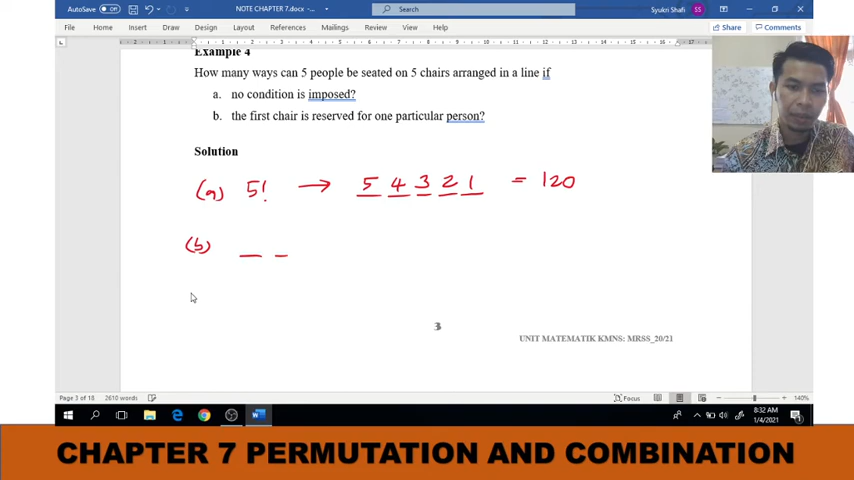 AutoSave Off NOTE CHAPTER 7.docx - ... Search Syukri Shafi SS
File Home Insert Draw Design Layout References Mailings Review View Help Share Comments
Example 4
How many ways can 5 people be seated on 5 chairs arranged in a line if
a. no condition is imposed?
b. the first chair is reserved for one particular person?
Solution
(a) 5! → 5 4 3 2 1 = 120
(b) _ _
3
UNIT MATEMATIK KMNS: MRSS_20/21
Page 3 of 18 2610 words Focus 140%
8:32 AM
1/4/2021
CHAPTER 7 PERMUTATION AND COMBINATION